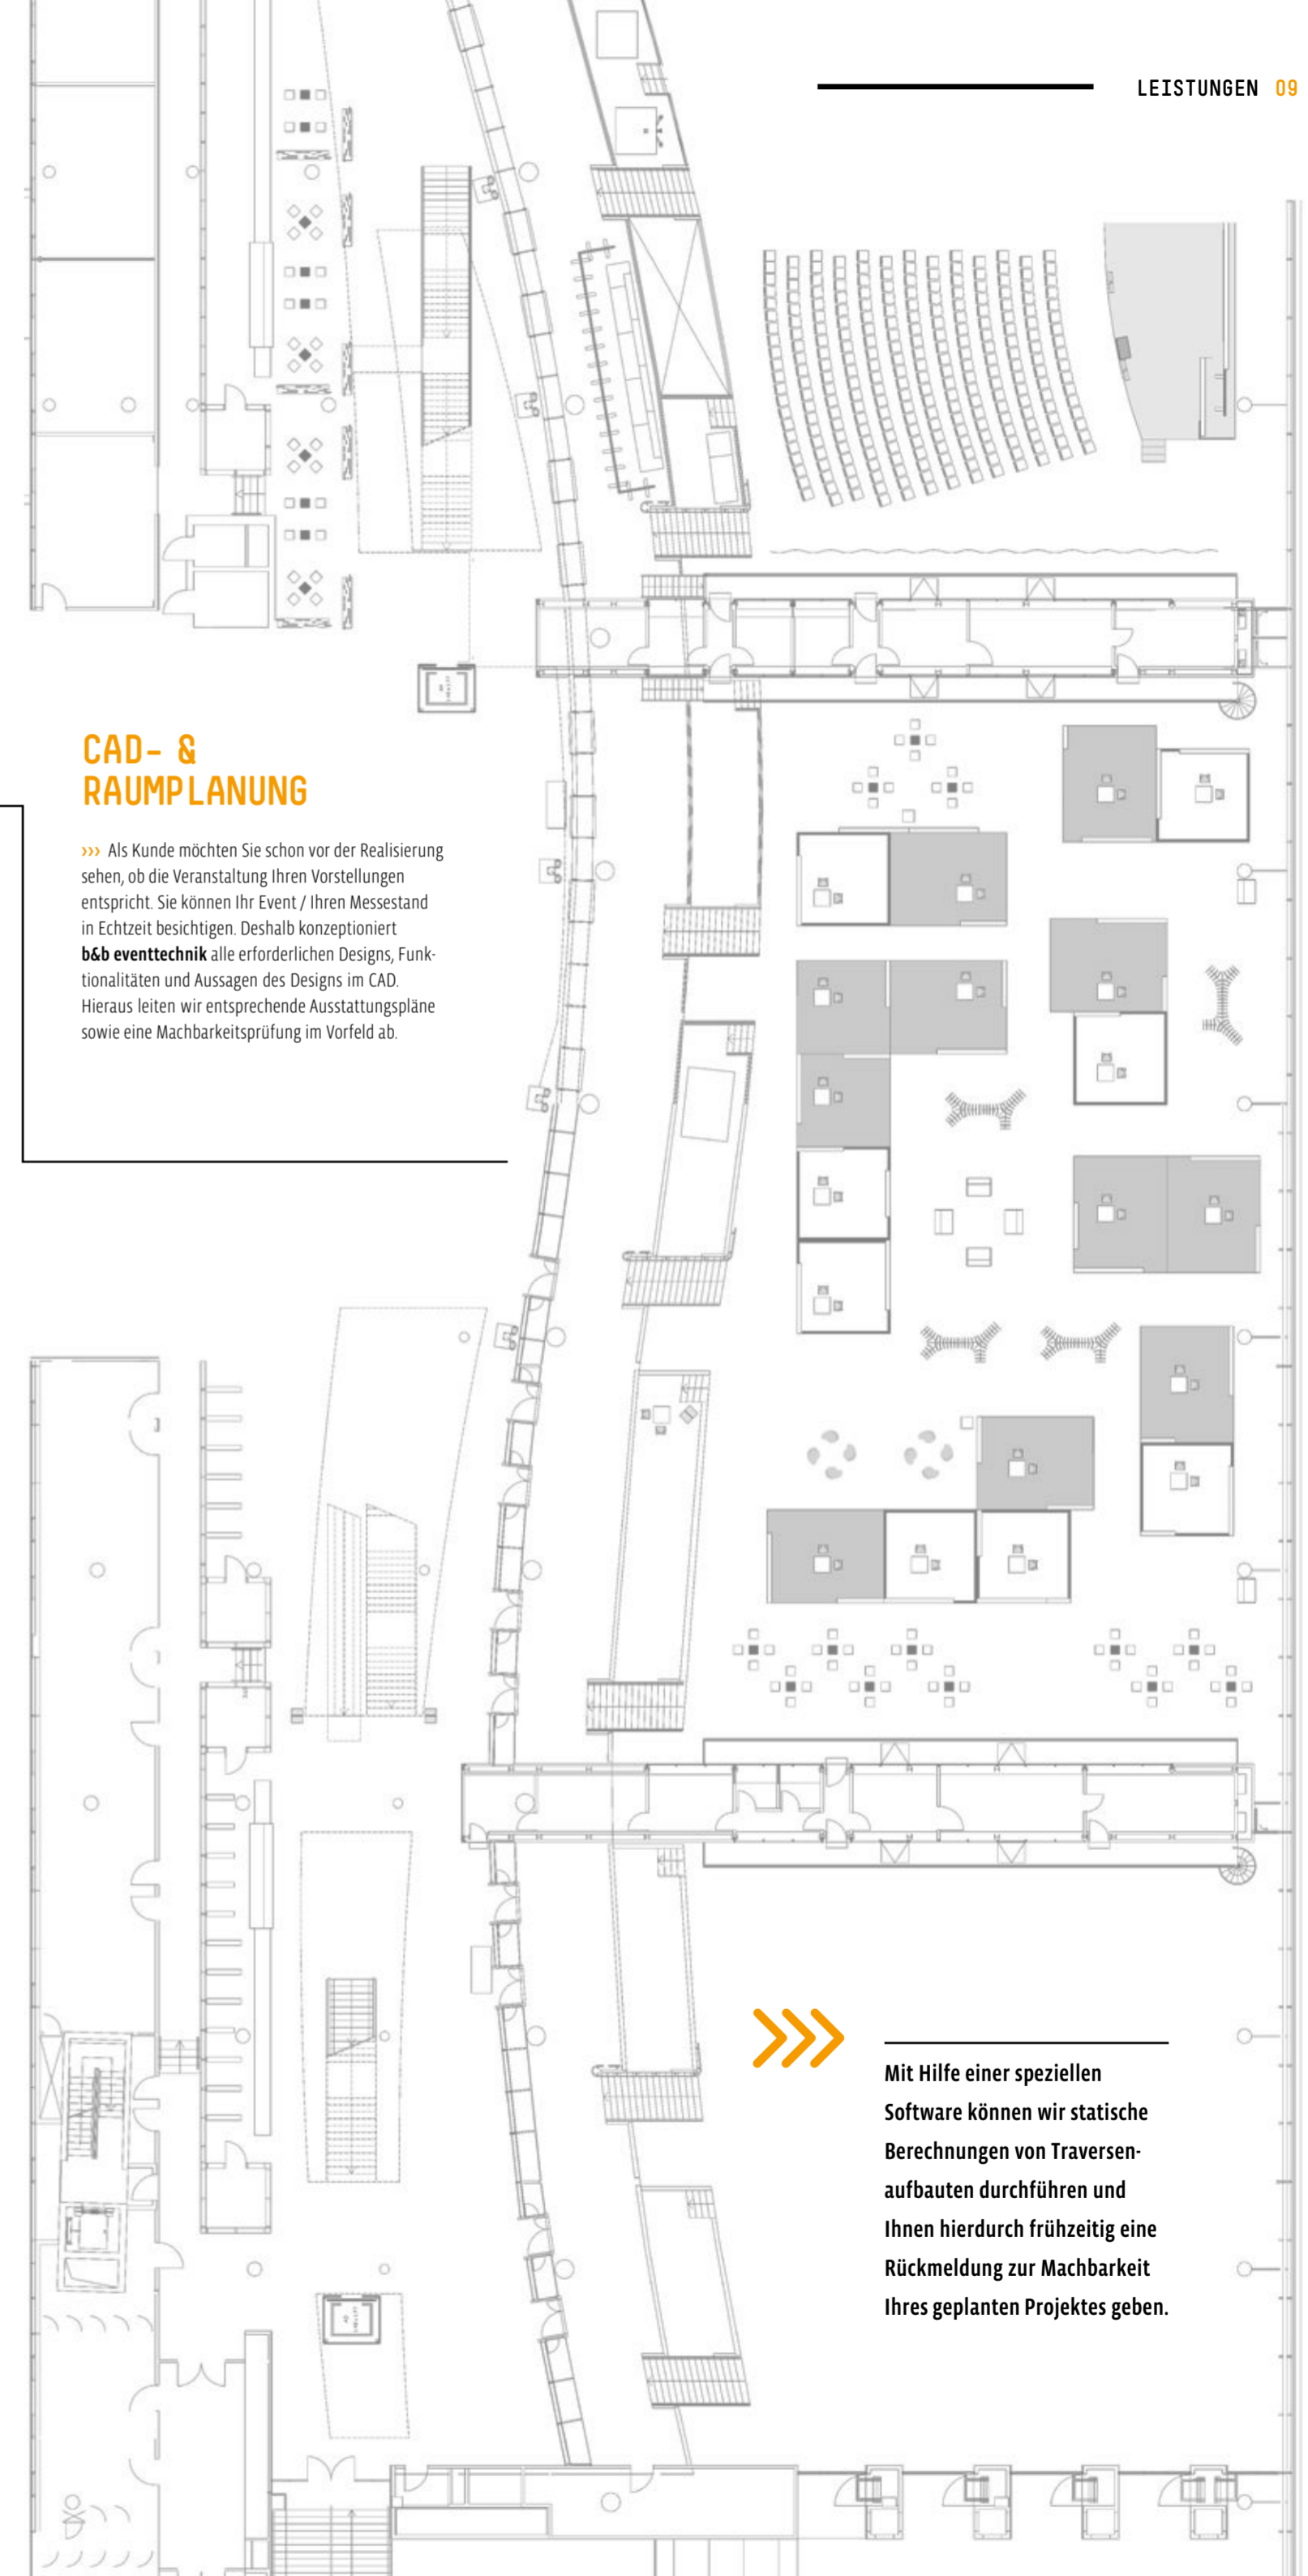 LEISTUNGEN 09
CAD- &
RAUMPLANUNG
››› Als Kunde möchten Sie schon vor der Realisierung
sehen, ob die Veranstaltung Ihren Vorstellungen
entspricht. Sie können Ihr Event / Ihren Messestand
in Echtzeit besichtigen. Deshalb konzeptioniert
b&b eventtechnik alle erforderlichen Designs, Funk-
tionalitäten und Aussagen des Designs im CAD.
Hieraus leiten wir entsprechende Ausstattungspläne
sowie eine Machbarkeitsprüfung im Vorfeld ab.
Mit Hilfe einer speziellen
Software können wir statische
Berechnungen von Traversen-
aufbauten durchführen und
Ihnen hierdurch frühzeitig eine
Rückmeldung zur Machbarkeit
Ihres geplanten Projektes geben.